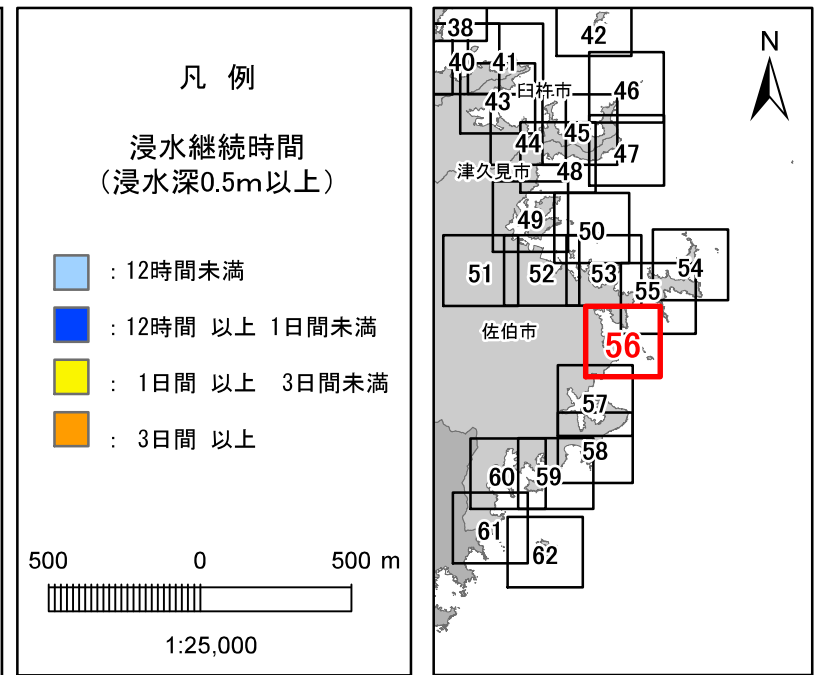 凡 例
浸水継続時間
（浸水深0.5m以上）
：12時間未満
：12時間 以上 1日間未満
： 1日間 以上 3日間未満
： 3日間 以上
500 0 500 m
1:25,000
N
38
42
40 41
臼杵市
46
43
45
44
47
津久見市
48
49
50
51 52 53 54
55
佐伯市
56
57
58
60 59
61
62